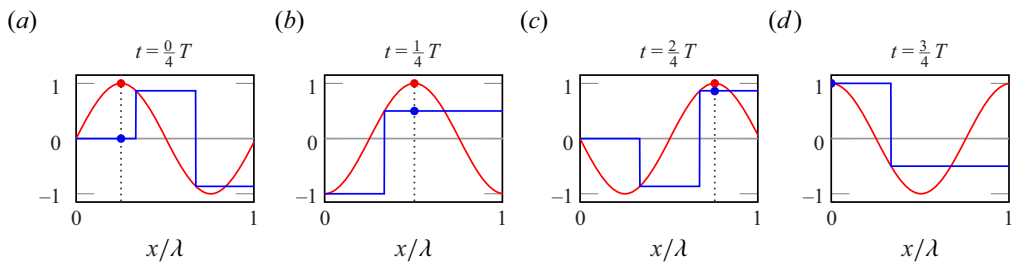 (a) (b) (c) (d)
t = 0/4 T t = 1/4 T t = 2/4 T t = 3/4 T
1 1 1 1
0 0 0 0
−1 −1 −1 −1
0 1 0 1 0 1 0 1
x/λ x/λ x/λ x/λ